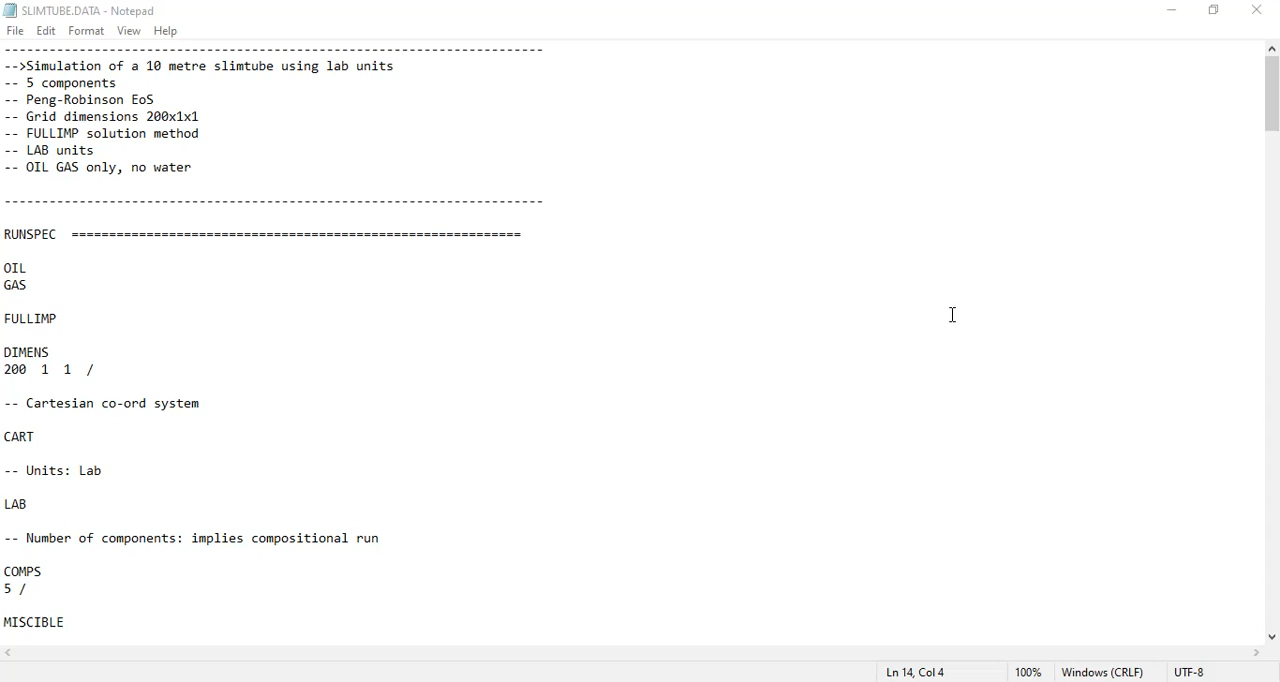 SLIMTUBE.DATA - Notepad
File Edit Format View Help
------------------------------------------------------------------------
-->Simulation of a 10 metre slimtube using lab units
-- 5 components
-- Peng-Robinson EoS
-- Grid dimensions 200x1x1
-- FULLIMP solution method
-- LAB units
-- OIL GAS only, no water
------------------------------------------------------------------------
RUNSPEC ============================================================
OIL
GAS
FULLIMP
DIMENS
200 1 1 /
-- Cartesian co-ord system
CART
-- Units: Lab
LAB
-- Number of components: implies compositional run
COMPS
5 /
MISCIBLE
Ln 14, Col 4 100% Windows (CRLF) UTF-8